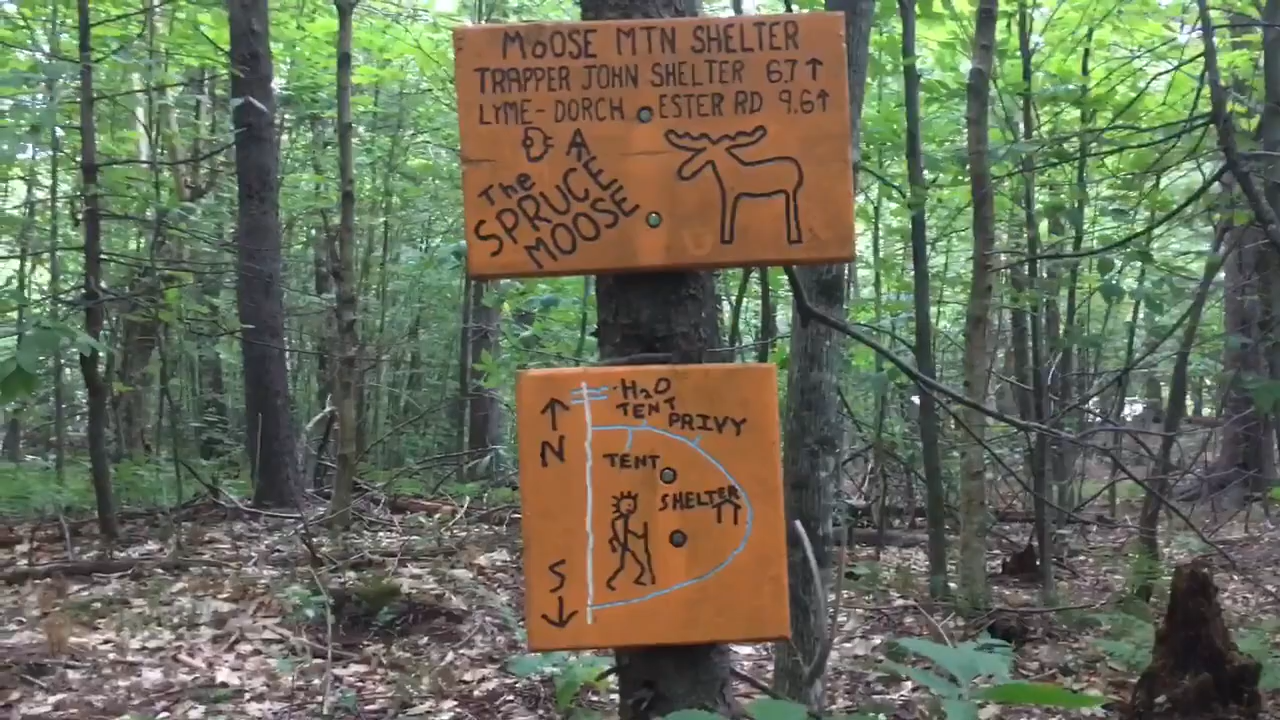 MOOSE MTN SHELTER
TRAPPER JOHN SHELTER 6.7 ↑
LYME-DORCHESTER RD 9.6↑
A
The
SPRUCE
MOOSE
↑
N
H2O
TENT
PRIVY
TENT
SHELTER
S
↓